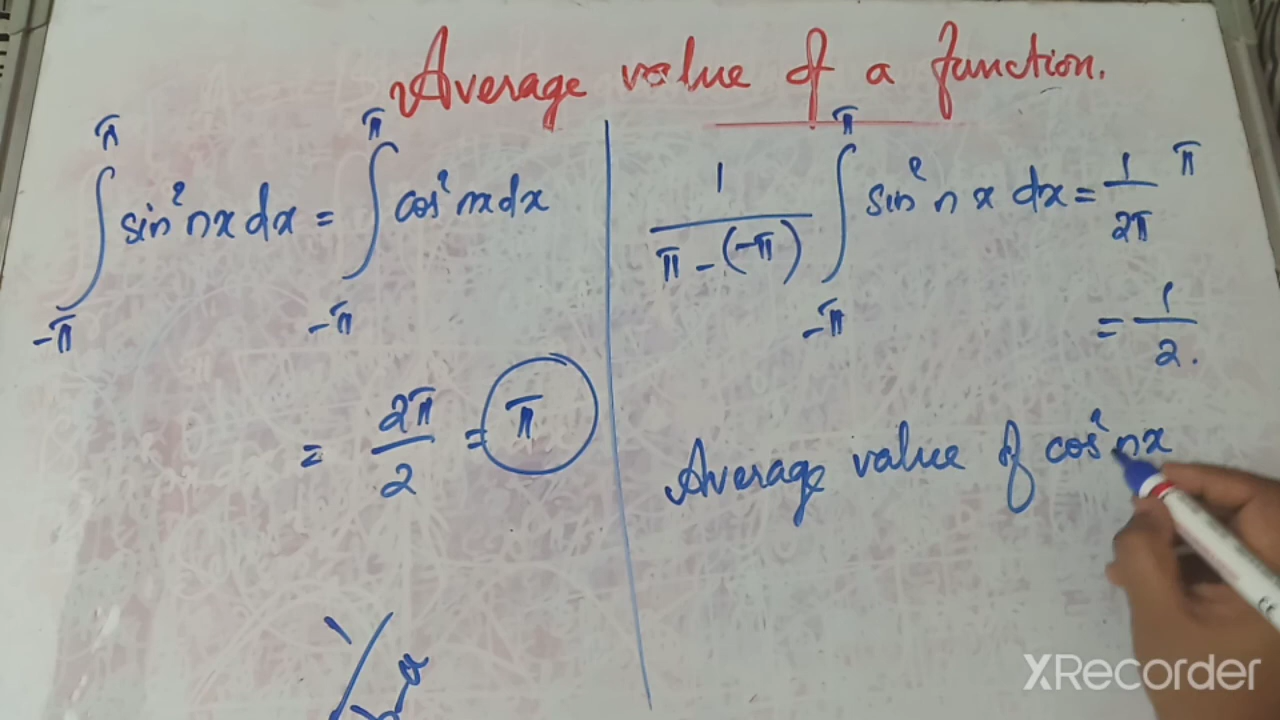 Average value of a function.
∫_{-π}^{π} sin²nx dx = ∫_{-π}^{π} cos²nx dx
= 2π/2 = π
1/(π-(-π)) ∫_{-π}^{π} sin²n x dx = 1/2π π
= 1/2.
Average value of cos²nx
XRecorder